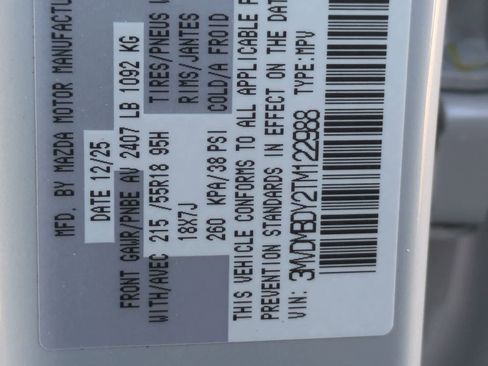 MFD. BY MAZDA MOTOR MANUFACTU
DATE 12/25
FRONT GAWR/PNBE AV 2407 LB 1092 KG
WITH/AVEC 215 /55R18 95H TIRES/PNEUS
18X7J RIMS/JANTES
260 KPA/38 PSI COLD/A FROID
THIS VEHICLE CONFORMS TO ALL APPLICABLE F
PREVENTION STANDARDS IN EFFECT ON THE DAT
VIN: 3MVDMBDV2TM122988 TYPE: MPV